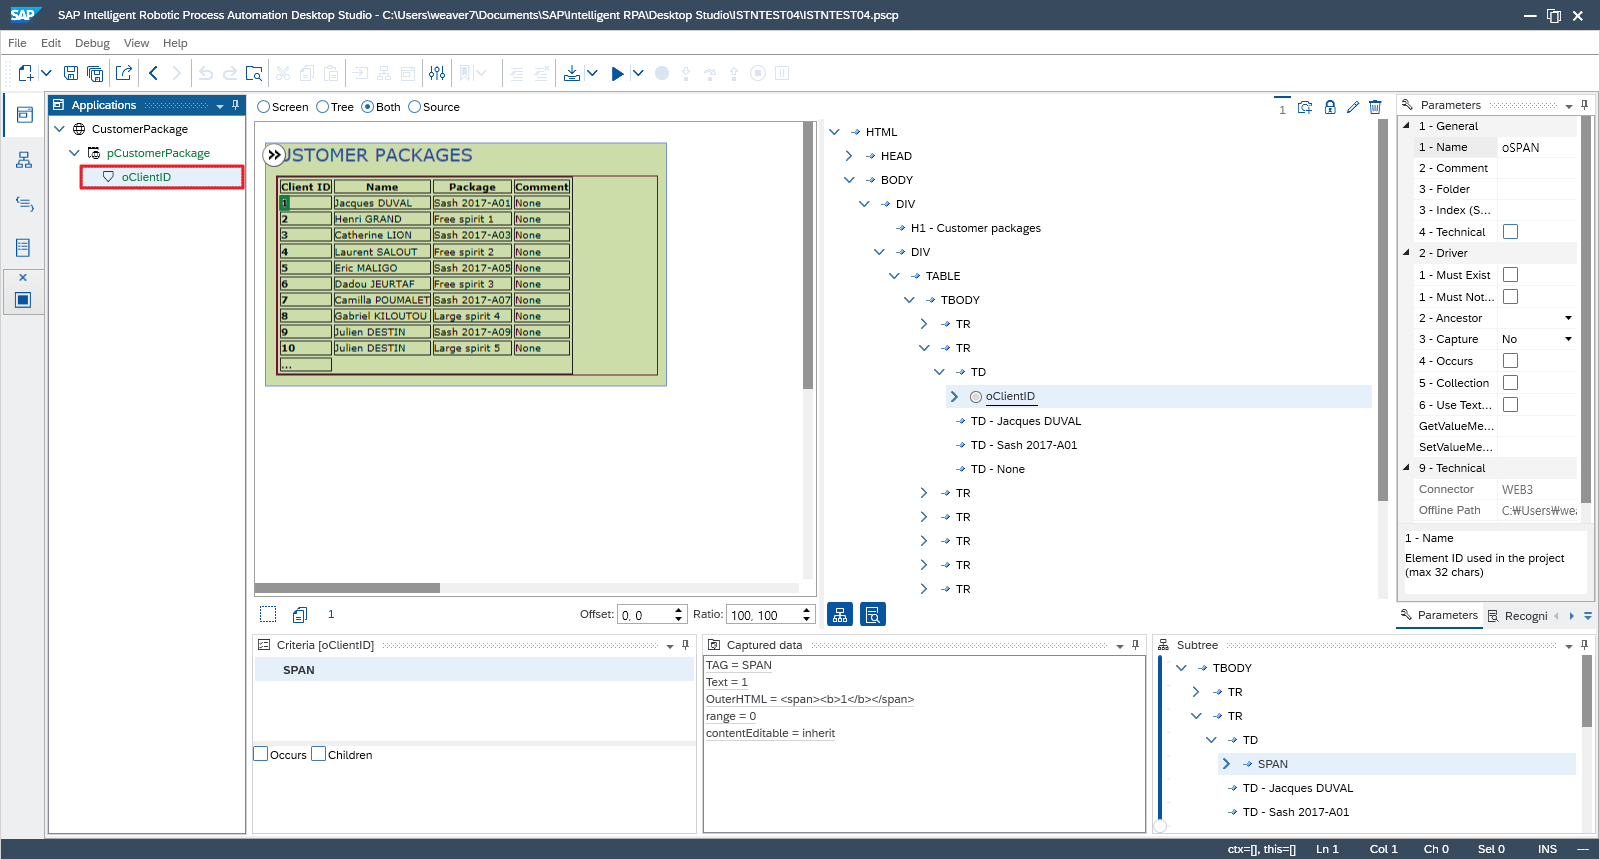 SAP SAP Intelligent Robotic Process Automation Desktop Studio - C:\Users\weaver7\Documents\SAP\Intelligent RPA\Desktop Studio\ISTNTEST04\ISTNTEST04.pscp
File Edit Debug View Help
Applications
CustomerPackage
pCustomerPackage
oClientID
Screen Tree Both Source
USTOMER PACKAGES
Client ID Name Package Comment
1 Jacques DUVAL Sash 2017-A01 None
2 Henri GRAND Free spirit 1 None
3 Catherine LION Sash 2017-A03 None
4 Laurent SALOUT Free spirit 2 None
5 Eric MALIGO Sash 2017-A05 None
6 Dadou JEURTAF Free spirit 3 None
7 Camilla POUMALET Sash 2017-A07 None
8 Gabriel KILOUTOU Large spirit 4 None
9 Julien DESTIN Sash 2017-A09 None
10 Julien DESTIN Large spirit 5 None
...
1
Offset: 0, 0 Ratio: 100, 100
1
HTML
HEAD
BODY
DIV
H1 - Customer packages
DIV
TABLE
TBODY
TR
TR
TD
oClientID
TD - Jacques DUVAL
TD - Sash 2017-A01
TD - None
TR
TR
TR
TR
TR
Parameters
1 - General
1 - Name oSPAN
2 - Comment
3 - Folder
3 - Index (S...
4 - Technical
2 - Driver
1 - Must Exist
1 - Must Not...
2 - Ancestor
3 - Capture No
4 - Occurs
5 - Collection
6 - Use Text...
GetValueMe...
SetValueMe...
9 - Technical
Connector WEB3
Offline Path C:₩Users₩wea
1 - Name
Element ID used in the project
(max 32 chars)
Parameters Recogni
Criteria [oClientID]
SPAN
Occurs Children
Captured data
TAG = SPAN
Text = 1
OuterHTML = <span><b>1</b></span>
range = 0
contentEditable = inherit
Subtree
TBODY
TR
TR
TD
SPAN
TD - Jacques DUVAL
TD - Sash 2017-A01
ctx=[], this=[] Ln 1 Col 1 Ch 0 Sel 0 INS ---